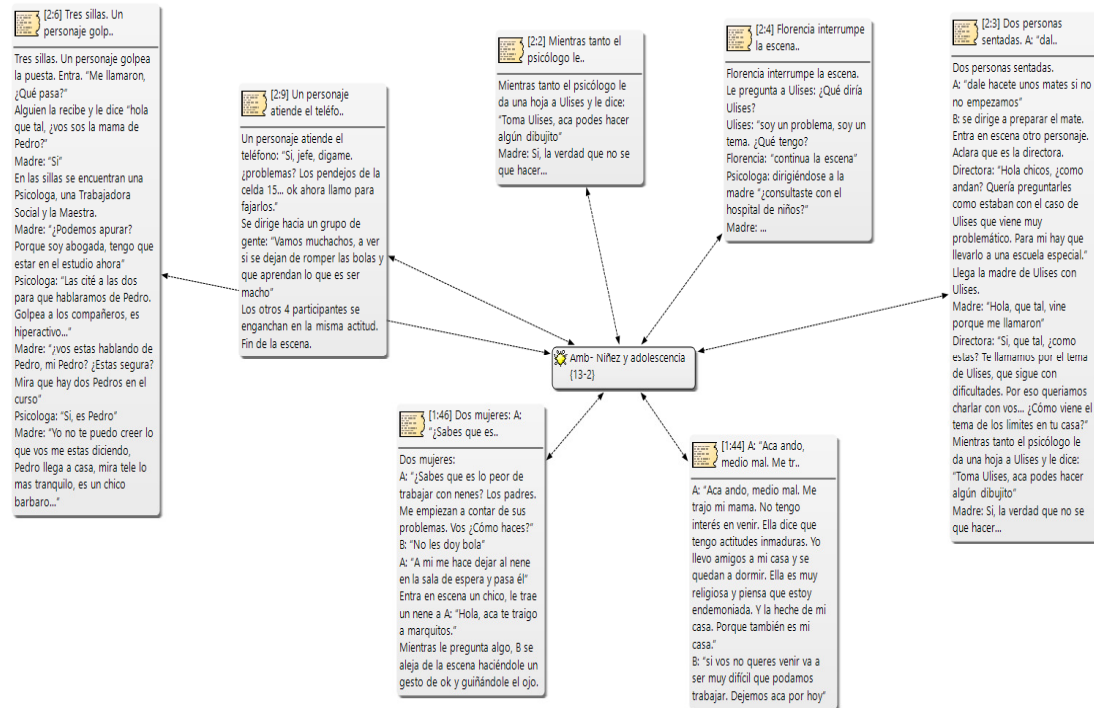 [2:6] Tres sillas. Un
personaje golp..
Tres sillas. Un personaje golpea
la puesta. Entra. "Me llamaron,
¿Qué pasa?"
Alguien la recibe y le dice "hola
que tal, ¿vos sos la mama de
Pedro?"
Madre: "Si"
En las sillas se encuentran una
Psicologa, una Trabajadora
Social y la Maestra.
Madre: "¿Podemos apurar?
Porque soy abogada, tengo que
estar en el estudio ahora"
Psicologa: "Las cité a las dos
para que hablaramos de Pedro.
Golpea a los compañeros, es
hiperactivo..."
Madre: "¿vos estas hablando de
Pedro, mi Pedro? ¿Estas segura?
Mira que hay dos Pedros en el
curso"
Psicologa: "Si, es Pedro"
Madre: "Yo no te puedo creer lo
que vos me estas diciendo,
Pedro llega a casa, mira tele lo
mas tranquilo, es un chico
barbaro..."
[2:9] Un personaje
atiende el teléfo..
Un personaje atiende el
teléfono: "Si, jefe, digame.
¿problemas? Los pendejos de la
celda 15... ok ahora llamo para
fajarlos."
Se dirige hacia un grupo de
gente: "Vamos muchachos, a ver
si se dejan de romper las bolas y
que aprendan lo que es ser
macho"
Los otros 4 participantes se
enganchan en la misma actitud.
Fin de la escena.
[2:2] Mientras tanto el
psicólogo le..
Mientras tanto el psicólogo le
da una hoja a Ulises y le dice:
"Toma Ulises, aca podes hacer
algún dibujito"
Madre: Si, la verdad que no se
que hacer...
[2:4] Florencia interrumpe
la escena..
Florencia interrumpe la escena.
Le pregunta a Ulises: ¿Qué diría
Ulises?
Ulises: "soy un problema, soy un
tema. ¿Qué tengo?
Florencia: "continua la escena"
Psicologa: dirigiéndose a la
madre "¿consultaste con el
hospital de niños?"
Madre: ...
[2:3] Dos personas
sentadas. A: "dal..
Dos personas sentadas.
A: "dale hacete unos mates si no
no empezamos"
B: se dirige a preparar el mate.
Entra en escena otro personaje.
Aclara que es la directora.
Directora: "Hola chicos, ¿como
andan? Quería preguntarles
como estaban con el caso de
Ulises que viene muy
problemático. Para mi hay que
llevarlo a una escuela especial."
Llega la madre de Ulises con
Ulises.
Madre: "Hola, que tal, vine
porque me llamaron"
Directora: "Si, que tal, ¿como
estas? Te llamamos por el tema
de Ulises, que sigue con
dificultades. Por eso queriamos
charlar con vos... ¿Cómo viene el
tema de los limites en tu casa?"
Mientras tanto el psicólogo le
da una hoja a Ulises y le dice:
"Toma Ulises, aca podes hacer
algún dibujito"
Madre: Si, la verdad que no se
que hacer...
Amb- Niñez y adolescencia
{13-2}
[1:46] Dos mujeres: A:
"¿Sabes que es..
Dos mujeres:
A: "¿Sabes que es lo peor de
trabajar con nenes? Los padres.
Me empiezan a contar de sus
problemas. Vos ¿Cómo haces?"
B: "No les doy bola"
A: "A mi me hace dejar al nene
en la sala de espera y pasa él"
Entra en escena un chico, le trae
un nene a A: "Hola, aca te traigo
a marquitos."
Mientras le pregunta algo, B se
aleja de la escena haciéndole un
gesto de ok y guiñándole el ojo.
[1:44] A: "Aca ando,
medio mal. Me tr..
A: "Aca ando, medio mal. Me
trajo mi mama. No tengo
interés en venir. Ella dice que
tengo actitudes inmaduras. Yo
llevo amigos a mi casa y se
quedan a dormir. Ella es muy
religiosa y piensa que estoy
endemoniada. Y la heche de mi
casa. Porque también es mi
casa."
B: "si vos no queres venir va a
ser muy difícil que podamos
trabajar. Dejemos aca por hoy"